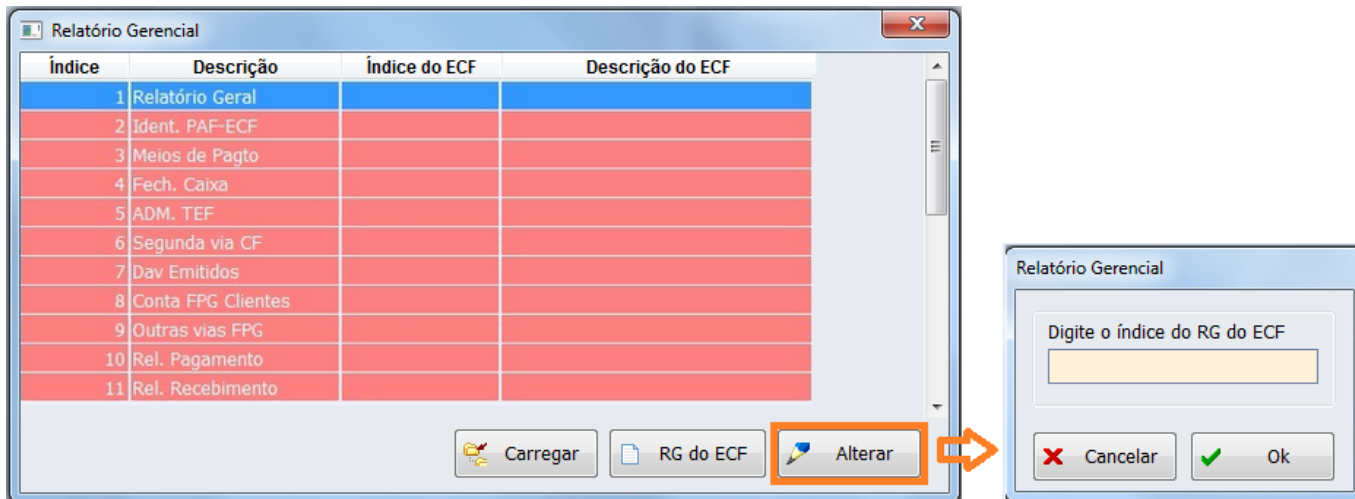 Relatório Gerencial
Índice Descrição Índice do ECF Descrição do ECF
1 Relatório Geral
2 Ident. PAF-ECF
3 Meios de Pagto
4 Fech. Caixa
5 ADM. TEF
6 Segunda via CF
7 Dav Emitidos
8 Conta FPG Clientes
9 Outras vias FPG
10 Rel. Pagamento
11 Rel. Recebimento
Carregar RG do ECF Alterar
Relatório Gerencial
Digite o índice do RG do ECF
Cancelar Ok